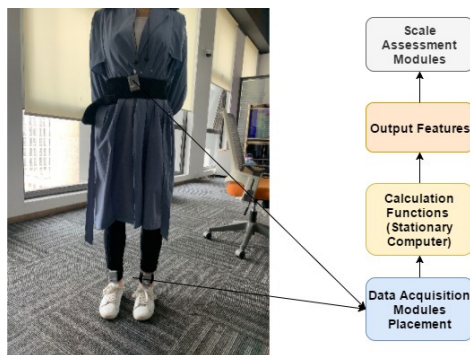 Scale
Assessment
Modules
Output Features
Calculation
Functions
(Stationary
Computer)
Data Acquisition
Modules
Placement